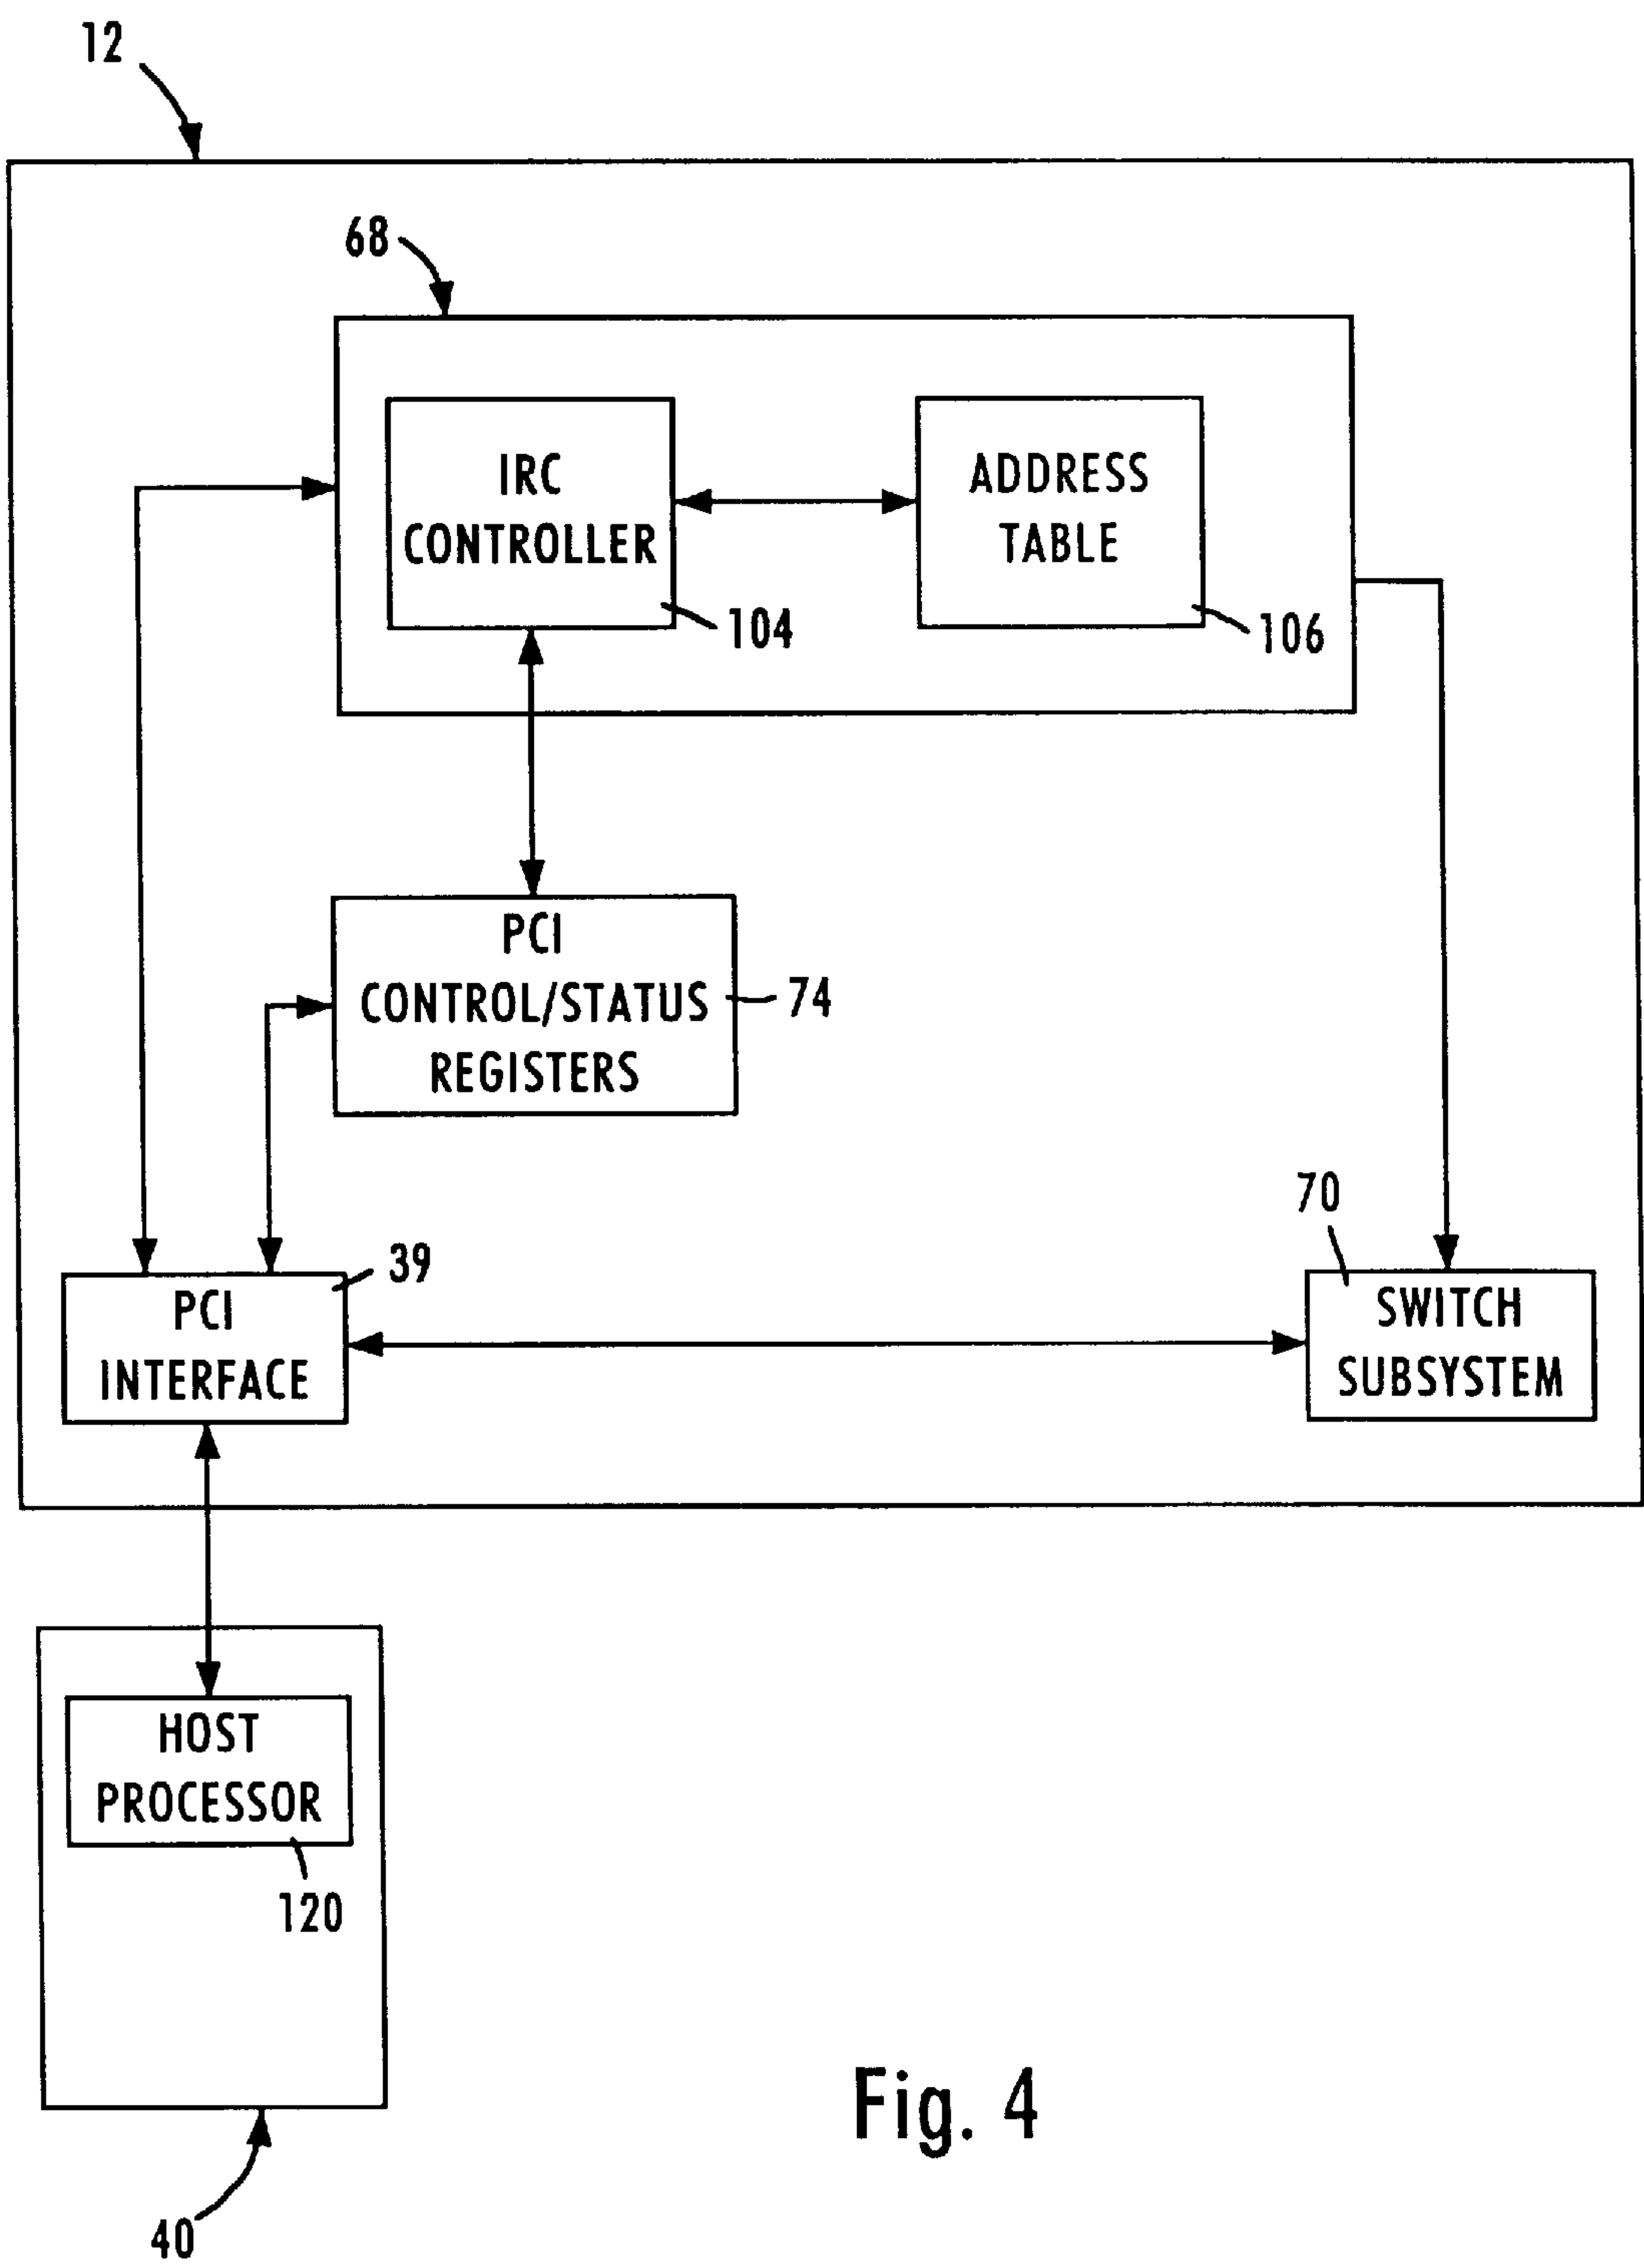 12
68
IRC
CONTROLLER
104
ADDRESS
TABLE
106
PCI
CONTROL/STATUS
REGISTERS
74
70
39
PCI
INTERFACE
SWITCH
SUBSYSTEM
HOST
PROCESSOR
120
40
Fig. 4